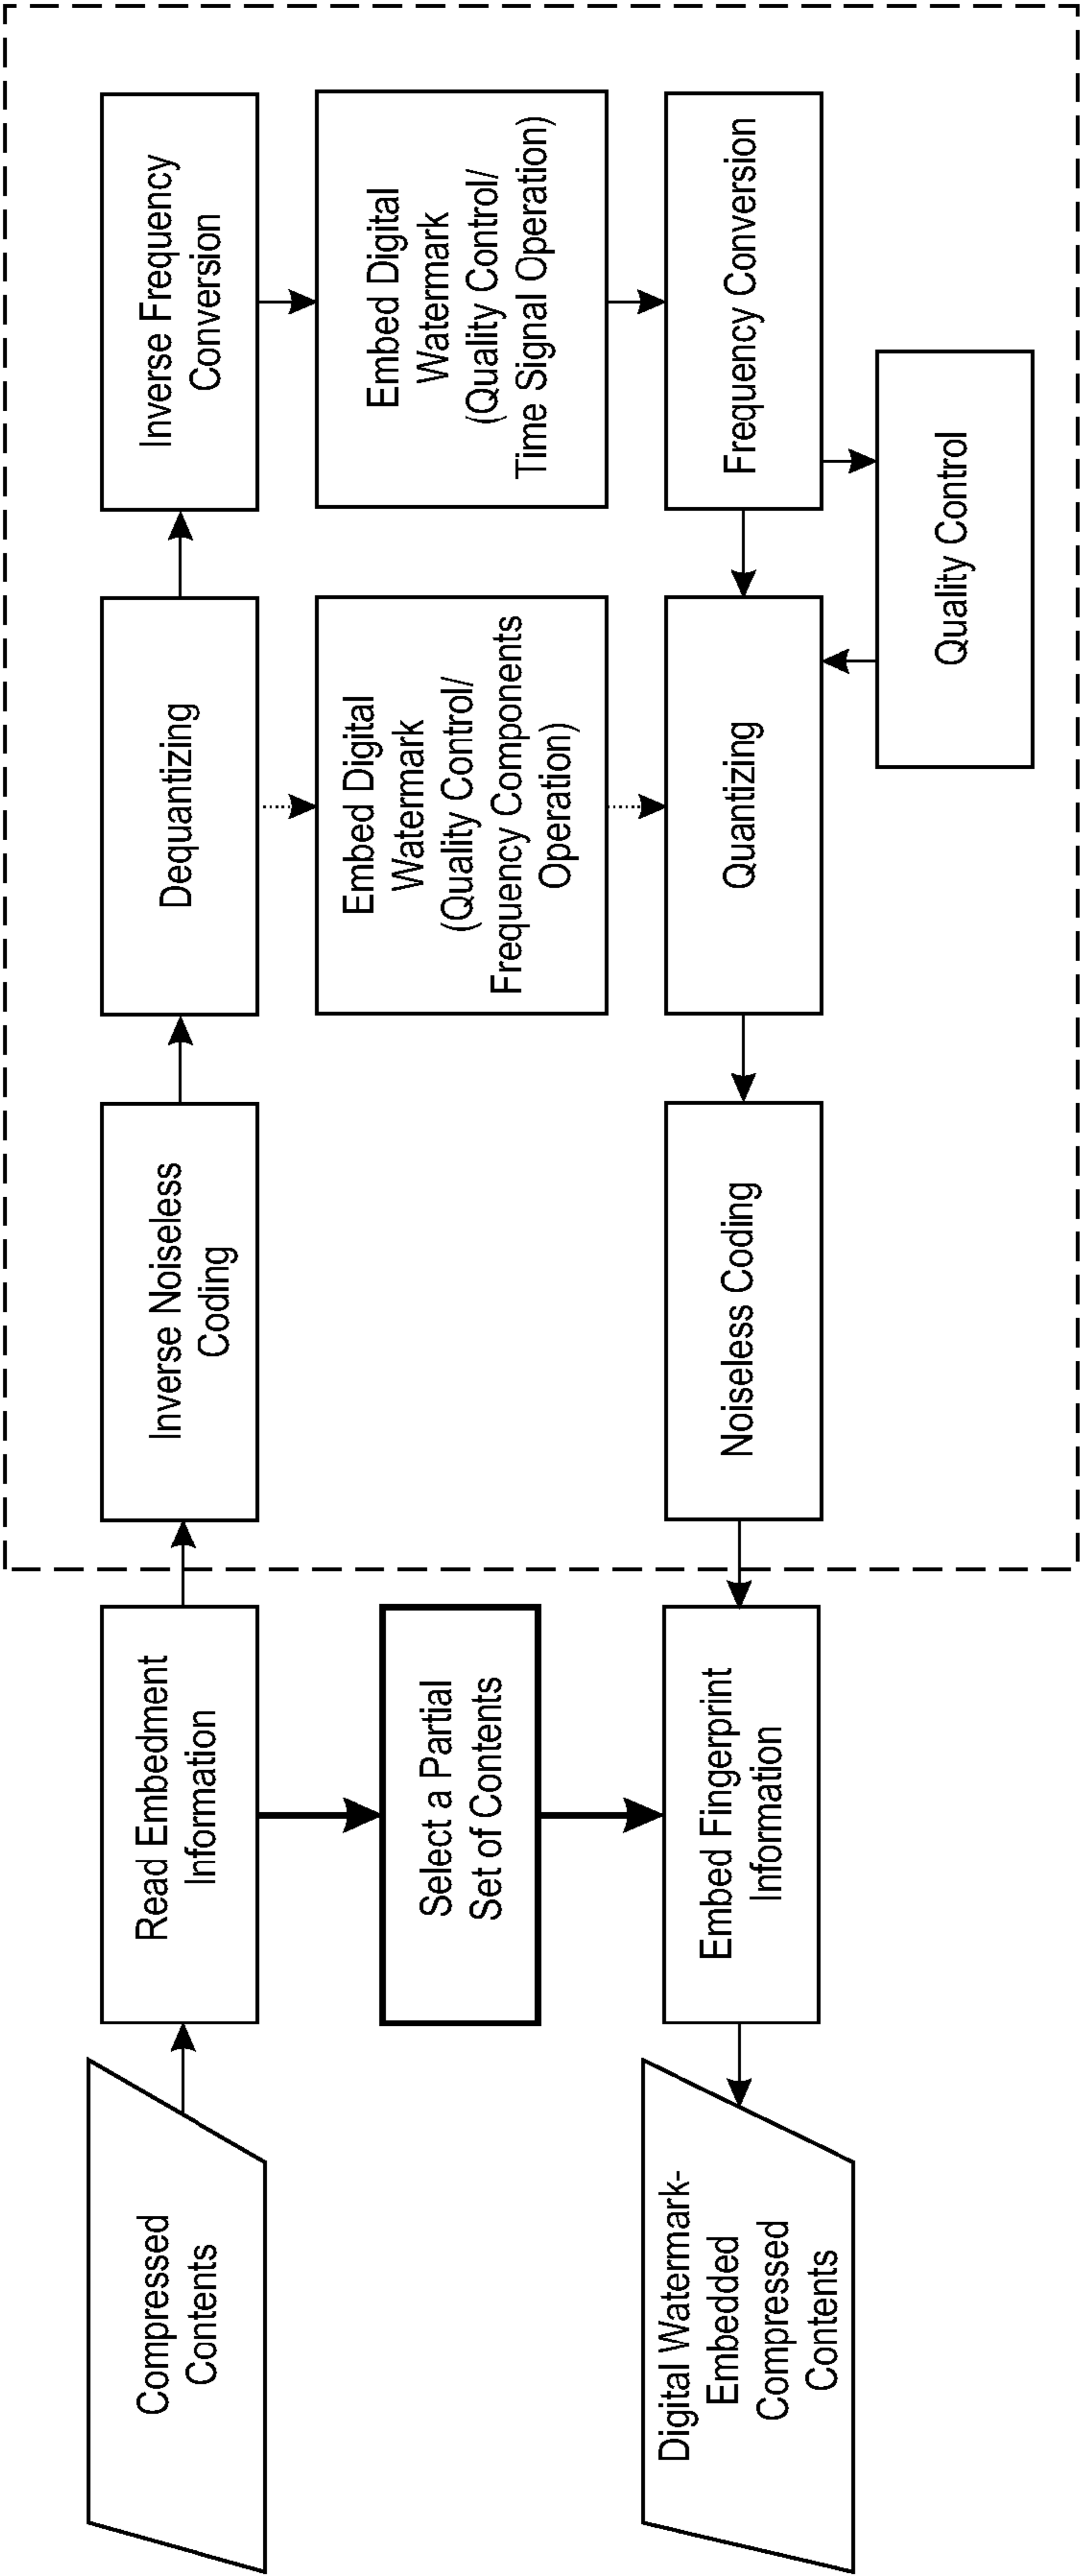 Compressed
Contents
Read Embedment
Information
Inverse Noiseless
Coding
Dequantizing
Inverse Frequency
Conversion
Select a Partial
Set of Contents
Embed Digital
Watermark
(Quality Control/
Frequency Components
Operation)
Embed Digital
Watermark
(Quality Control/
Time Signal Operation)
Digital Watermark-
Embedded
Compressed
Contents
Embed Fingerprint
Information
Noiseless Coding
Quantizing
Frequency Conversion
Quality Control